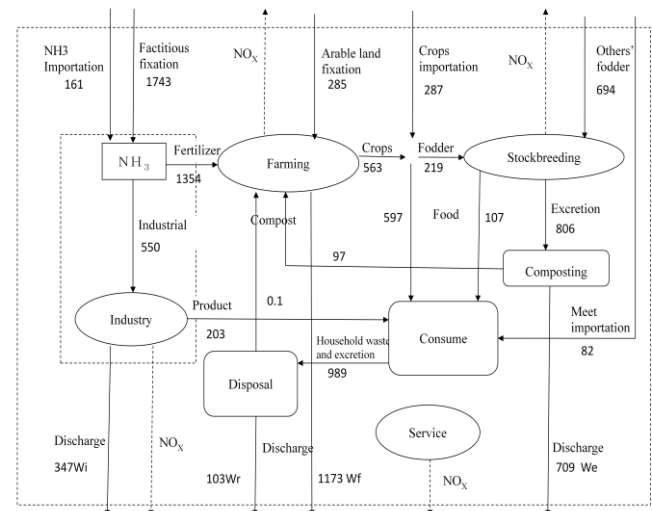 NH3
Importation
161
Factitious
fixation
1743
NOX
Arable land
fixation
285
Crops
importation
287
NOX
Others'
fodder
694
NH3
Fertilizer
1354
Farming
Crops
563
Fodder
219
Stockbreeding
Industrial
550
Compost
597
Food
107
Excretion
806
97
Composting
Industry
Product
203
0.1
Household waste
and excretion
989
Consume
Meet
importation
82
Disposal
Service
Discharge
347Wi
NOX
103Wr
Discharge
1173 Wf
NOX
Discharge
709 We